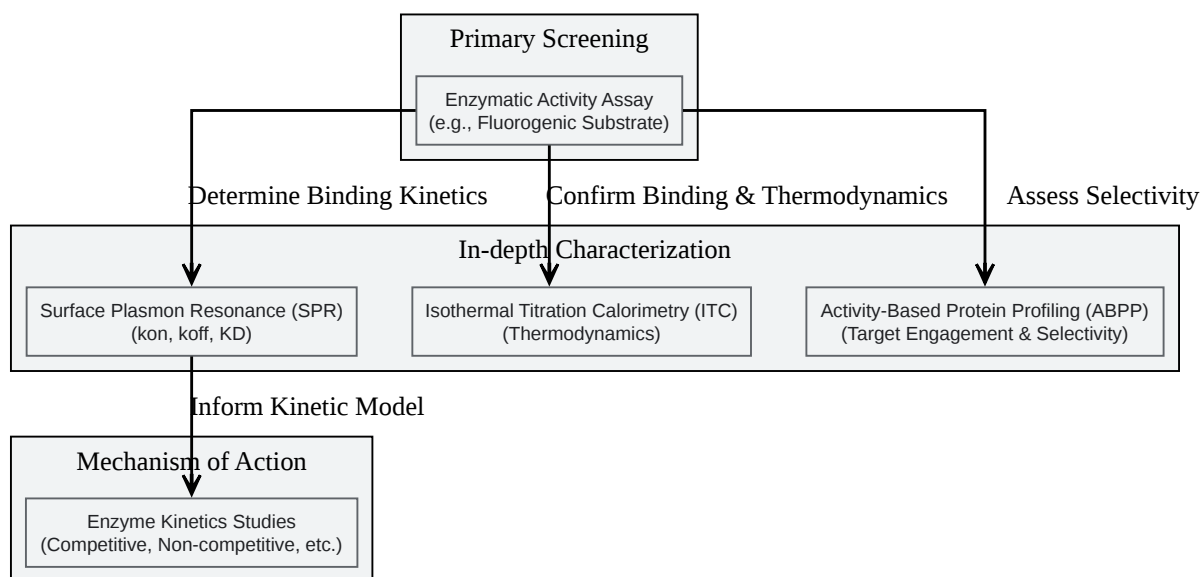 Primary Screening
Enzymatic Activity Assay
(e.g., Fluorogenic Substrate)
Determine Binding Kinetics
Confirm Binding & Thermodynamics
Assess Selectivity
In-depth Characterization
Surface Plasmon Resonance (SPR)
(kon, koff, KD)
Isothermal Titration Calorimetry (ITC)
(Thermodynamics)
Activity-Based Protein Profiling (ABPP)
(Target Engagement & Selectivity)
Inform Kinetic Model
Mechanism of Action
Enzyme Kinetics Studies
(Competitive, Non-competitive, etc.)